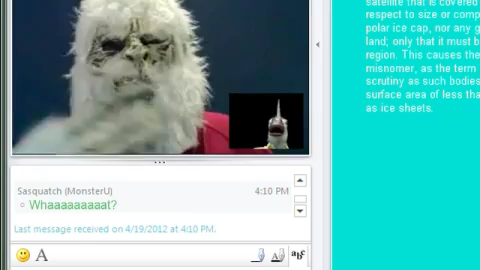 satellite that is covered
respect to size or comp
polar ice cap, nor any g
land; only that it must b
region. This causes the
misnomer, as the term
scrutiny as such bodies
surface area of less tha
as ice sheets.
Sasquatch (MonsterU) 4:10 PM
Whaaaaaaaaat?
Last message received on 4/19/2012 at 4:10 PM.
A
A
aBc